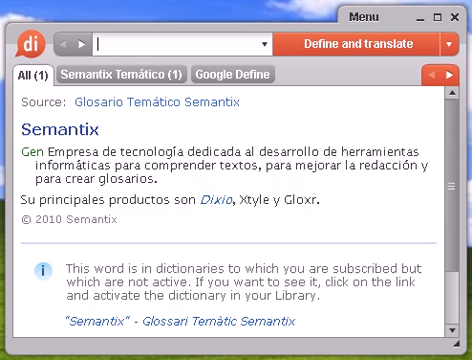 Menu
di
Define and translate
All (1)
Semantix Temático (1)
Google Define
Source: Glosario Temático Semantix
Semantix
Gen Empresa de tecnología dedicada al desarrollo de herramientas
informáticas para comprender textos, para mejorar la redacción y
para crear glosarios.
Su principales productos son Dixio, Xtyle y Gloxr.
© 2010 Semantix
i
This word is in dictionaries to which you are subscribed but
which are not active. If you want to see it, click on the link
and activate the dictionary in your Library.
"Semantix" - Glossari Temàtic Semantix